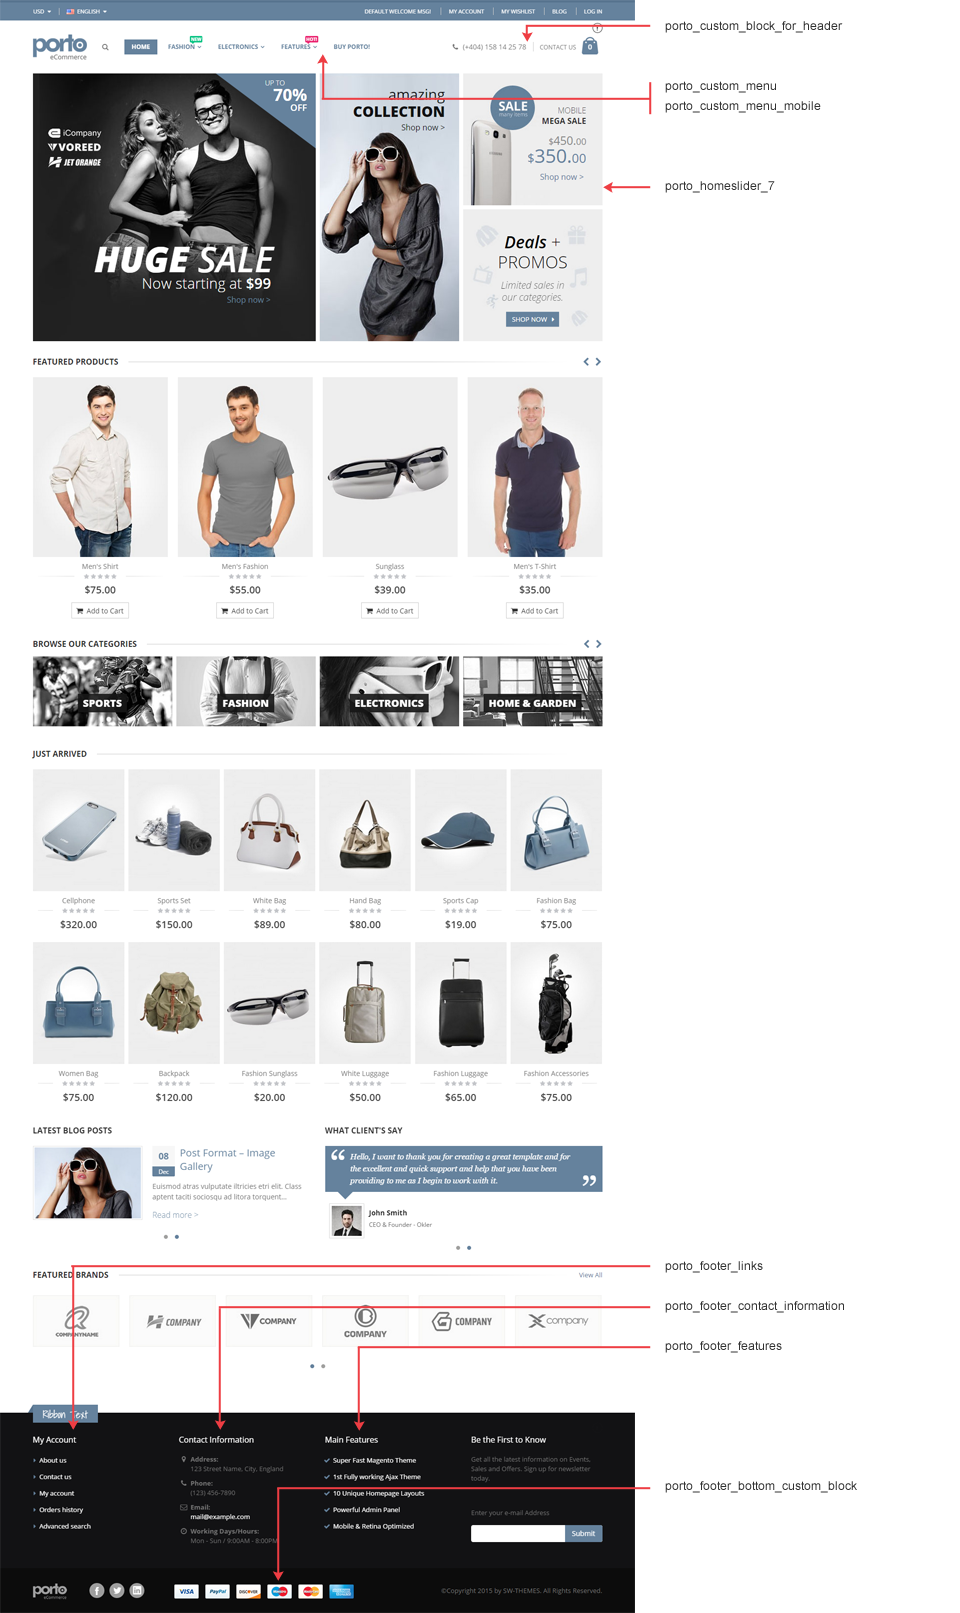 USD
ENGLISH
DEFAULT WELCOME MSG!
MY ACCOUNT
MY WISHLIST
BLOG
LOG IN
porto_custom_block_for_header
porto
eCommerce
HOME
FASHION
NEW
ELECTRONICS
FEATURES
HOT!
BUY PORTO!
(+404) 158 14 25 78
CONTACT US
0
porto_custom_menu
porto_custom_menu_mobile
UP TO
70%
OFF
iCompany
VOREED
JET ORANGE
HUGE SALE
Now starting at $99
Shop now >
amazing
COLLECTION
Shop now >
SALE
many items
MOBILE
MEGA SALE
$450.00
$350.00
Shop now >
porto_homeslider_7
Deals +
PROMOS
Limited sales in
our categories.
SHOP NOW
FEATURED PRODUCTS
Men's Shirt
$75.00
Add to Cart
Men's Fashion
$55.00
Add to Cart
Sunglass
$39.00
Add to Cart
Men's T-Shirt
$35.00
Add to Cart
BROWSE OUR CATEGORIES
SPORTS
FASHION
ELECTRONICS
HOME & GARDEN
JUST ARRIVED
Cellphone
$320.00
Sports Set
$150.00
White Bag
$89.00
Hand Bag
$80.00
Sports Cap
$19.00
Fashion Bag
$75.00
Women Bag
$75.00
Backpack
$120.00
Fashion Sunglass
$20.00
White Luggage
$50.00
Fashion Luggage
$65.00
Fashion Accessories
$75.00
LATEST BLOG POSTS
08
Dec
Post Format – Image
Gallery
Euismod atras vulputate iltricies etri elit. Class
aptent taciti sociosqu ad litora torquent...
Read more >
WHAT CLIENT'S SAY
Hello, I want to thank you for creating a great template and for
the excellent and quick support and help that you have been
providing to me as I begin to work with it.
John Smith
CEO & Founder - Okler
porto_footer_links
FEATURED BRANDS
View All
porto_footer_contact_information
COMPANYNAME
COMPANY
COMPANY
COMPANY
COMPANY
company
porto_footer_features
Ribbon Text
My Account
About us
Contact us
My account
Orders history
Advanced search
Contact Information
Address:
123 Street Name, City, England
Phone:
(123) 456-7890
Email:
mail@example.com
Working Days/Hours:
Mon - Sun / 9:00AM - 8:00PM
Main Features
Super Fast Magento Theme
1st Fully working Ajax Theme
10 Unique Homepage Layouts
Powerful Admin Panel
Mobile & Retina Optimized
Be the First to Know
Get all the latest information on Events,
Sales and Offers. Sign up for newsletter
today.
Enter your e-mail Address
Submit
porto_footer_bottom_custom_block
porto
eCommerce
VISA
PayPal
DISCOVER
Maestro
MasterCard
©Copyright 2015 by SW-THEMES. All Rights Reserved.